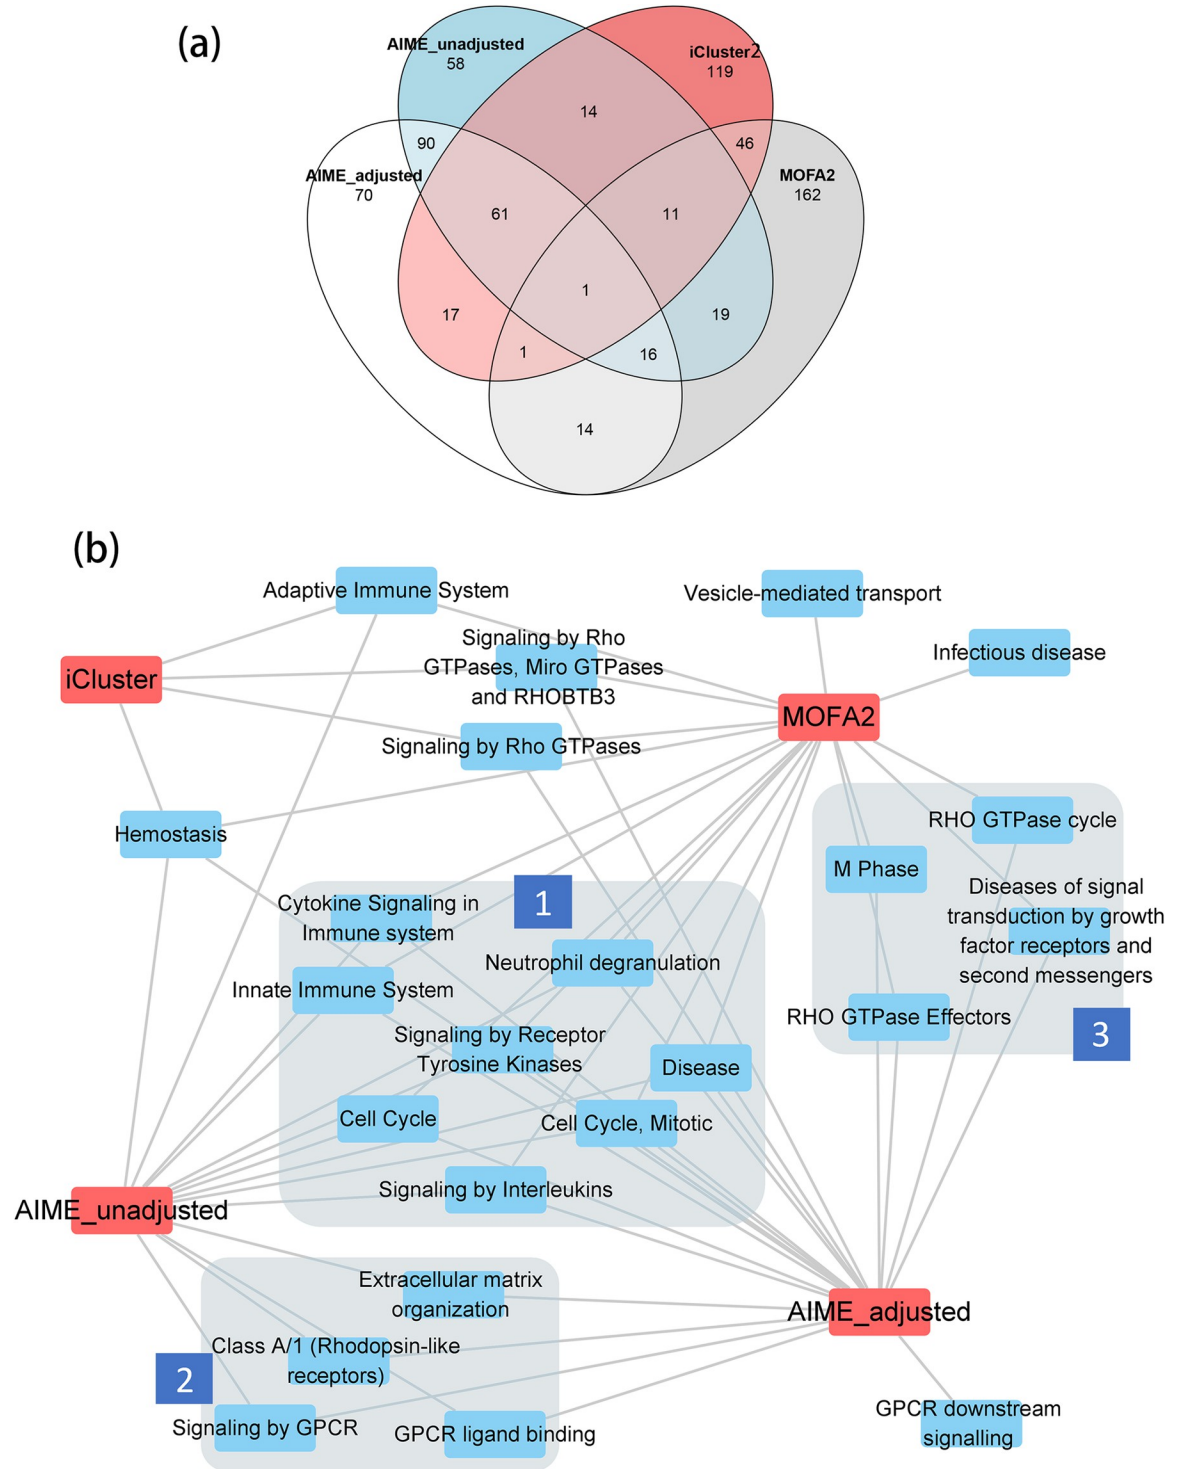 (a)
AIME_unadjusted
58
iCluster2
119
14
90
46
AIME_adjusted
70
MOFA2
162
61
11
1
17
19
1
16
14
(b)
Adaptive Immune System
Vesicle-mediated transport
Signaling by Rho
GTPases, Miro GTPases
and RHOBTB3
Infectious disease
iCluster
MOFA2
Signaling by Rho GTPases
Hemostasis
RHO GTPase cycle
M Phase
Diseases of signal
transduction by growth
factor receptors and
second messengers
RHO GTPase Effectors
3
1
Cytokine Signaling in
Immune system
Neutrophil degranulation
Innate Immune System
Signaling by Receptor
Tyrosine Kinases
Disease
Cell Cycle
Cell Cycle, Mitotic
Signaling by Interleukins
AIME_unadjusted
Extracellular matrix
organization
AIME_adjusted
Class A/1 (Rhodopsin-like
receptors)
2
Signaling by GPCR
GPCR ligand binding
GPCR downstream
signalling